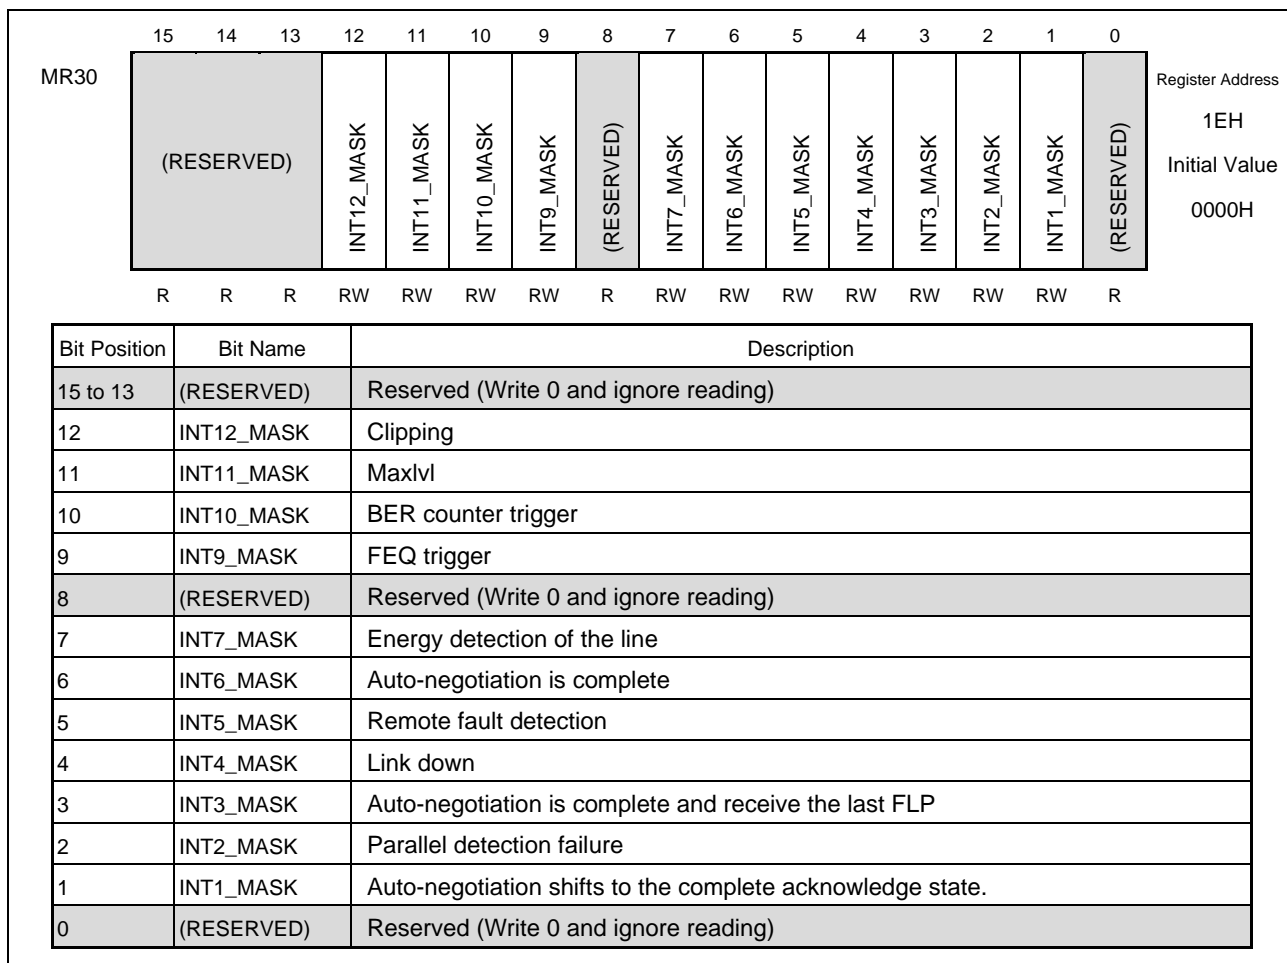 15 14 13 12 11 10 9 8 7 6 5 4 3 2 1 0
MR30
(RESERVED)
INT12_MASK
INT11_MASK
INT10_MASK
INT9_MASK
(RESERVED)
INT7_MASK
INT6_MASK
INT5_MASK
INT4_MASK
INT3_MASK
INT2_MASK
INT1_MASK
(RESERVED)
Register Address
1EH
Initial Value
0000H
R R R RW RW RW RW R RW RW RW RW RW RW RW R
Bit Position Bit Name Description
15 to 13 (RESERVED) Reserved (Write 0 and ignore reading)
12 INT12_MASK Clipping
11 INT11_MASK Maxlvl
10 INT10_MASK BER counter trigger
9 INT9_MASK FEQ trigger
8 (RESERVED) Reserved (Write 0 and ignore reading)
7 INT7_MASK Energy detection of the line
6 INT6_MASK Auto-negotiation is complete
5 INT5_MASK Remote fault detection
4 INT4_MASK Link down
3 INT3_MASK Auto-negotiation is complete and receive the last FLP
2 INT2_MASK Parallel detection failure
1 INT1_MASK Auto-negotiation shifts to the complete acknowledge state.
0 (RESERVED) Reserved (Write 0 and ignore reading)